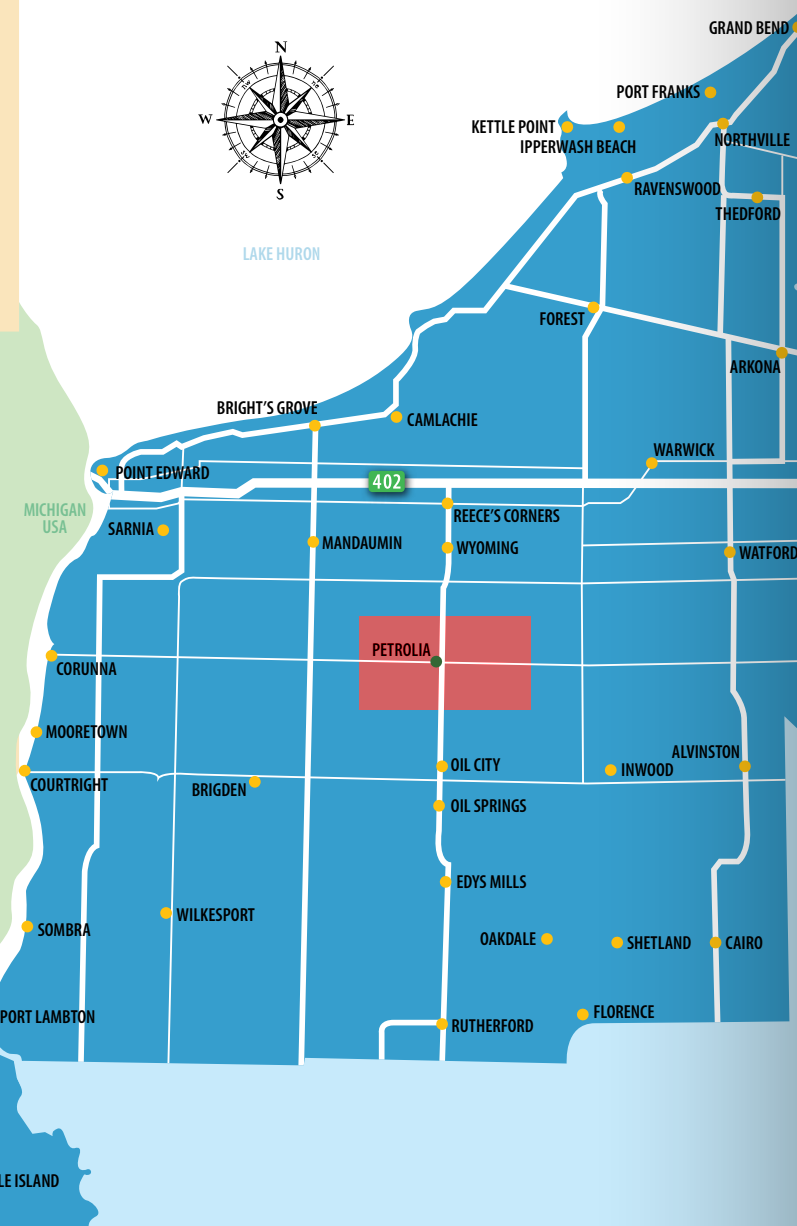 GRAND BEND
N
PORT FRANKS
W
E
KETTLE POINT
IPPERWASH BEACH
NORTHVILLE
S
RAVENSWOOD
THEDFORD
LAKE HURON
FOREST
ARKONA
BRIGHT'S GROVE
CAMLACHIE
WARWICK
POINT EDWARD
402
MICHIGAN
USA
REECE'S CORNERS
SARNIA
MANDAUMIN
WYOMING
WATFORD
PETROLIA
CORUNNA
MOORETOWN
ALVINSTON
OIL CITY
INWOOD
COURTRIGHT
BRIGDEN
OIL SPRINGS
EDYS MILLS
WILKESPORT
SOMBRA
OAKDALE
SHETLAND
CAIRO
PORT LAMBTON
FLORENCE
RUTHERFORD
LE ISLAND